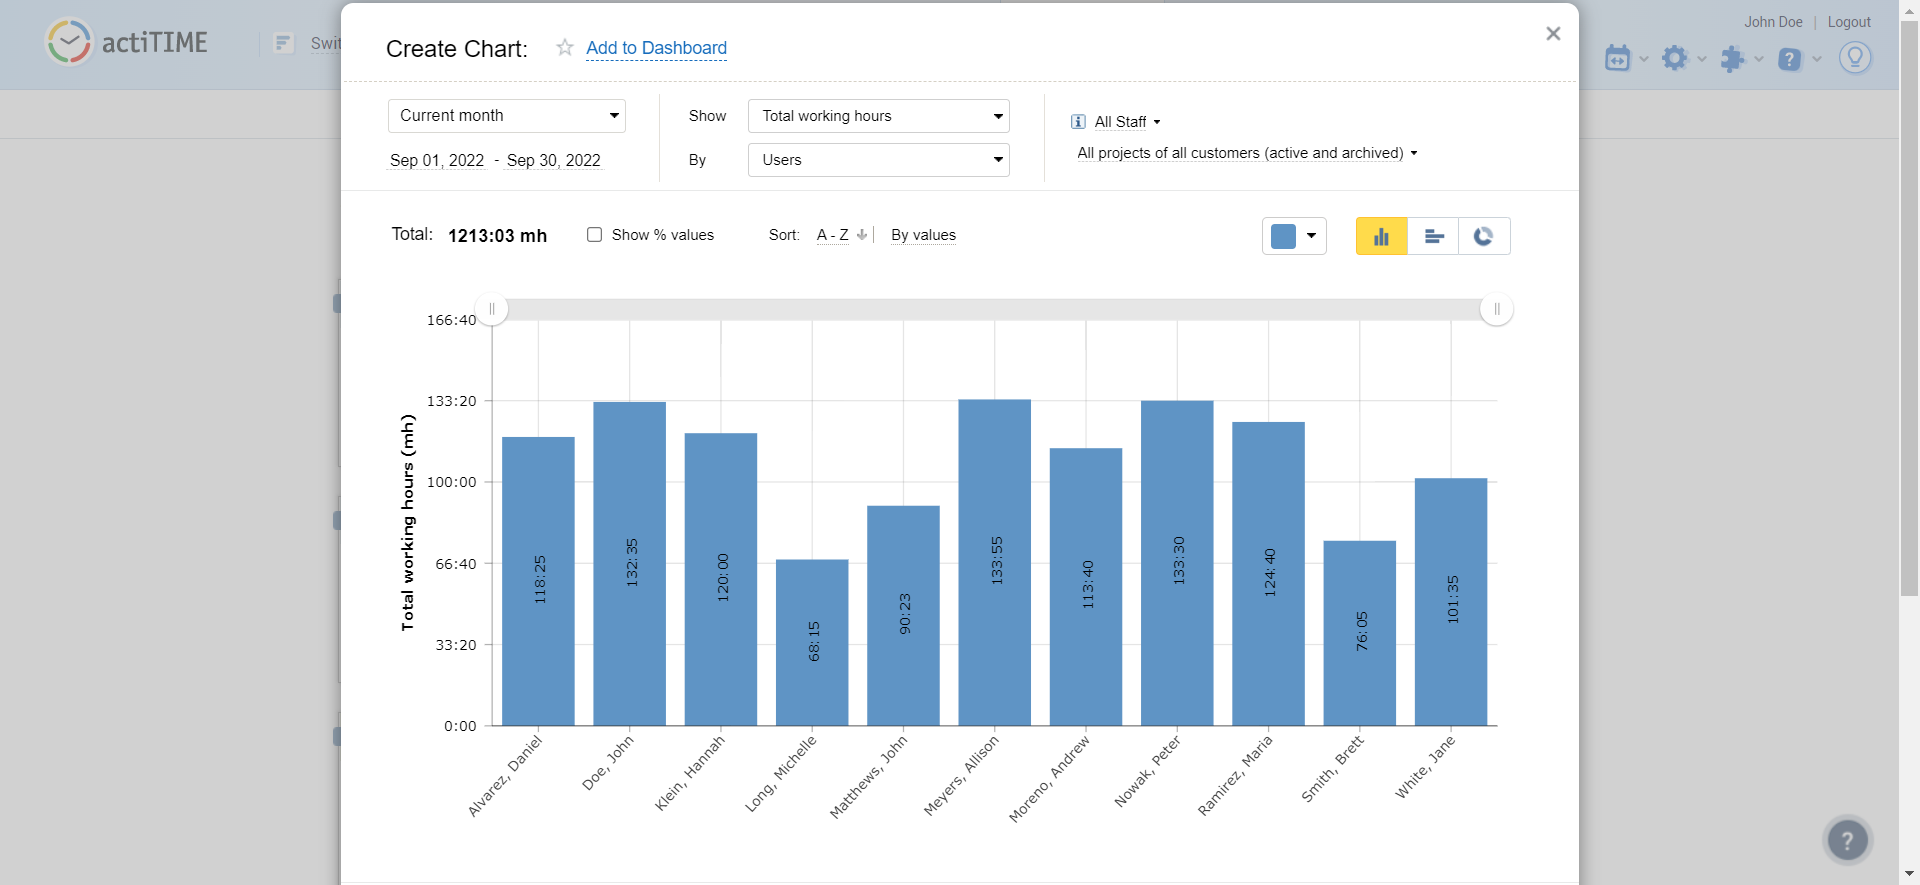 actiTIME
Swit
John Doe | Logout
Create Chart:
Add to Dashboard
Current month
Show
Total working hours
All Staff
Sep 01, 2022 - Sep 30, 2022
By
Users
All projects of all customers (active and archived)
Total: 1213:03 mh
Show % values
Sort: A - Z
By values
166:40
133:20
100:00
66:40
33:20
0:00
Total working hours (mh)
118:25
132:35
120:00
68:15
90:23
133:55
113:40
133:30
124:40
76:05
101:35
Alvarez, Daniel
Doe, John
Klein, Hannah
Long, Michelle
Matthews, John
Meyers, Allison
Moreno, Andrew
Nowak, Peter
Ramirez, Maria
Smith, Brett
White, Jane
?